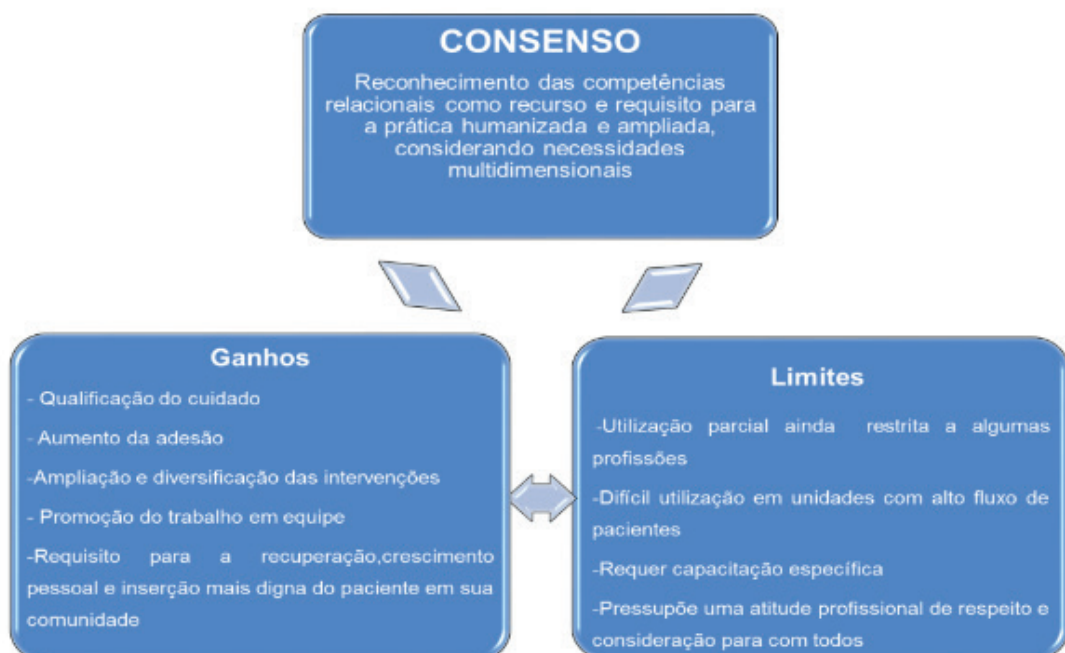 CONSENSO
Reconhecimento das competências
relacionais como recurso e requisito para
a prática humanizada e ampliada,
considerando necessidades
multidimensionais
Ganhos
- Qualificação do cuidado
- Aumento da adesão
-Ampliação e diversificação das intervenções
- Promoção do trabalho em equipe
-Requisito para a recuperação,crescimento
pessoal e inserção mais digna do paciente em sua
comunidade
Limites
-Utilização parcial ainda restrita a algumas
profissões
-Difícil utilização em unidades com alto fluxo de
pacientes
-Requer capacitação específica
-Pressupõe uma atitude profissional de respeito e
consideração para com todos